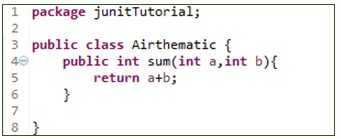 1 package junitTutorial;
2
3 public class Airthematic {
4     public int sum(int a,int b){
5         return a+b;
6     }
7
8 }